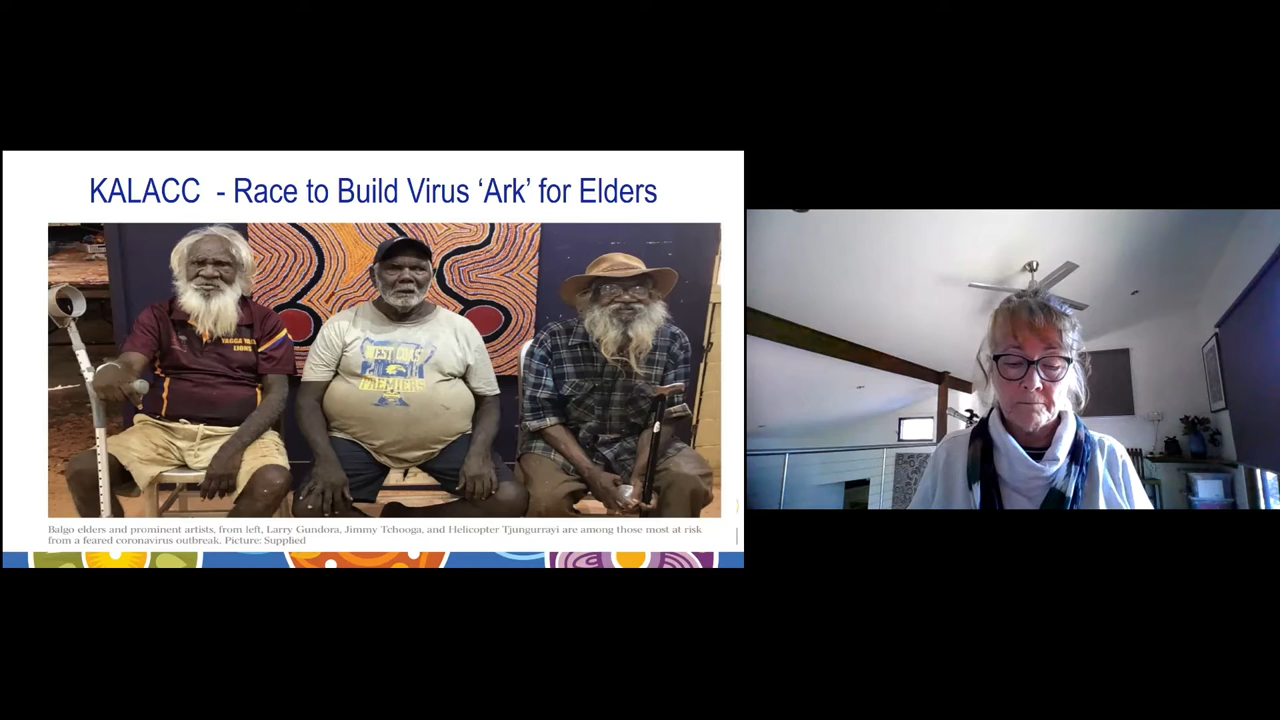 KALACC - Race to Build Virus ‘Ark’ for Elders
YAGGA
LIONS
WEST COAST
PREMIERS
Balgo elders and prominent artists, from left, Larry Gundora, Jimmy Tchooga, and Helicopter Tjungurrayi are among those most at risk
from a feared coronavirus outbreak. Picture: Supplied